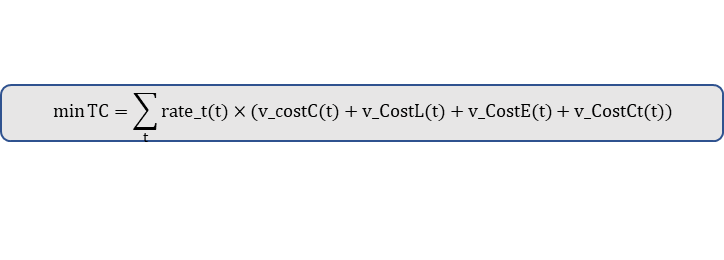 min TC = ∑ rate_t(t) × (v_costC(t) + v_CostL(t) + v_CostE(t) + v_CostCt(t))
t